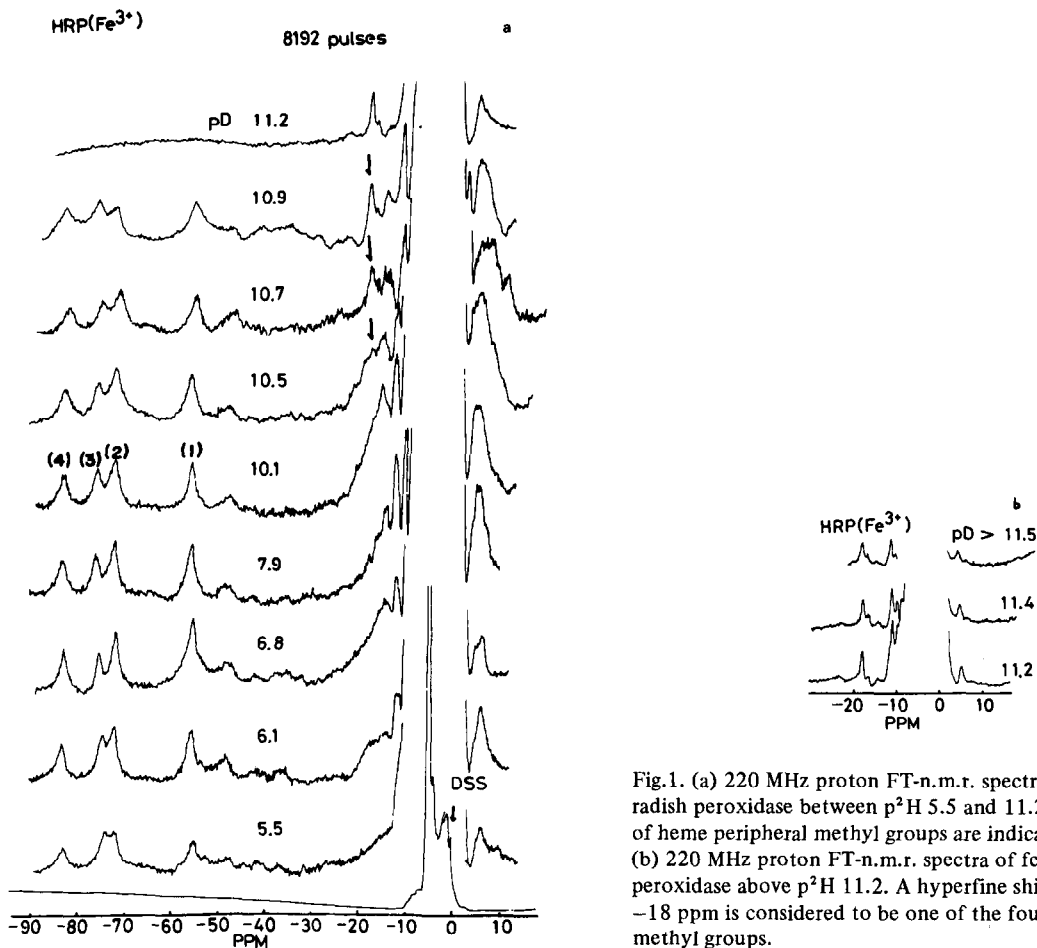 HRP(Fe³⁺)
8192 pulses
a
pD 11.2
10.9
10.7
10.5
(4) (3) (2) (1) 10.1
7.9
6.8
6.1
5.5
DSS
-90 -80 -70 -60 -50 -40 -30 -20 -10 0 10
PPM
b
HRP(Fe³⁺) pD > 11.5
11.4
11.2
-20 -10 0 10
PPM
Fig.1. (a) 220 MHz proton FT-n.m.r. spectr
radish peroxidase between p²H 5.5 and 11.2
of heme peripheral methyl groups are indica
(b) 220 MHz proton FT-n.m.r. spectra of fe
peroxidase above p²H 11.2. A hyperfine shi
−18 ppm is considered to be one of the fou
methyl groups.